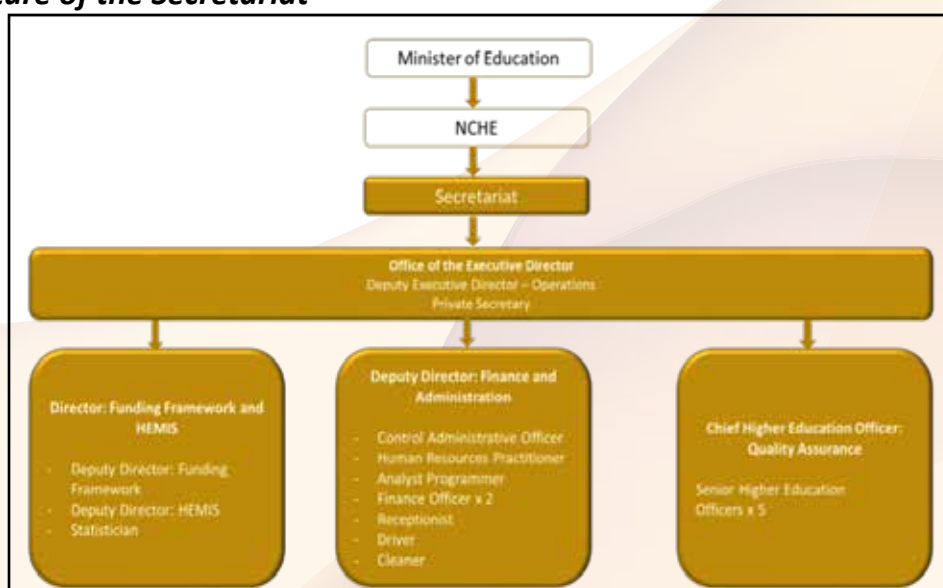 of the Secretariat
Minister of Education
NCHE
Secretariat
Office of the Executive Director
Deputy Executive Director – Operations
Private Secretary
Director: Funding Framework and
HEMIS
- Deputy Director: Funding
Framework
- Deputy Director: HEMIS
- Statistician
Deputy Director: Finance and
Administration
- Control Administrative Officer
- Human Resources Practitioner
- Analyst Programmer
- Finance Officer x 2
- Receptionist
- Driver
- Cleaner
Chief Higher Education Officer:
Quality Assurance
Senior Higher Education
Officers x 5